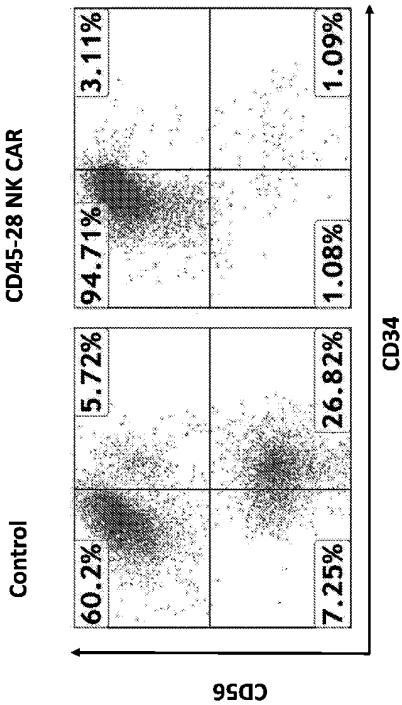 Control
CD45-28 NK CAR
60.2%
5.72%
94.71%
3.11%
CD56
7.25%
26.82%
1.08%
1.09%
CD34